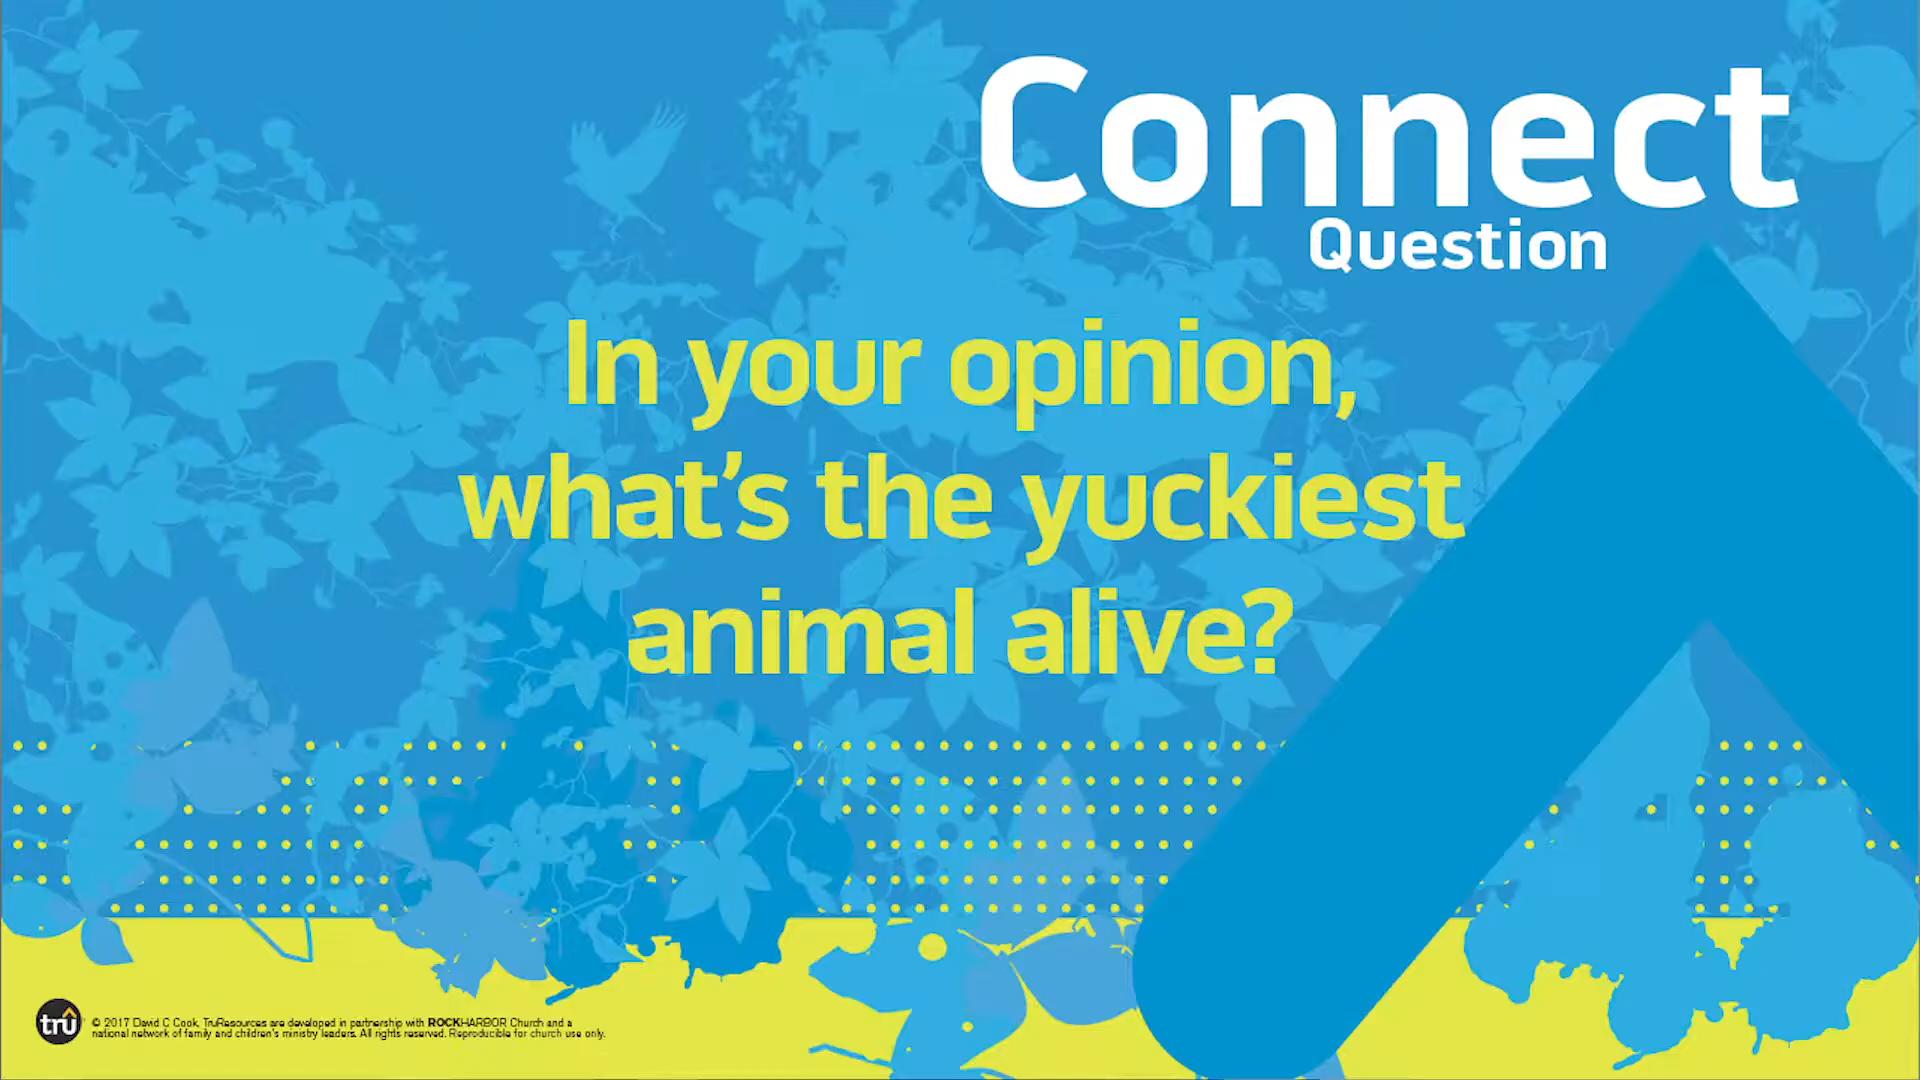 Connect
Question
In your opinion,
what's the yuckiest
animal alive?
trū
© 2017 David C Cook. TruResources are developed in partnership with ROCKHARBOR Church and a
national network of family and children's ministry leaders. All rights reserved. Reproducible for church use only.